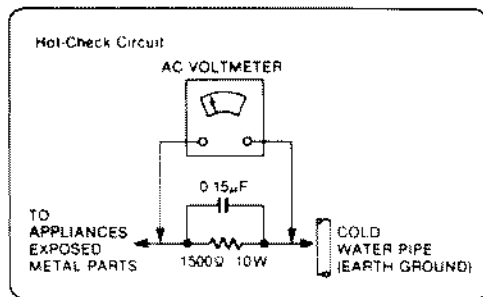 Hot-Check Circuit
AC VOLTMETER
0.15µF
TO
APPLIANCES
EXPOSED
METAL PARTS
1500Ω 10W
COLD
WATER PIPE
(EARTH GROUND)